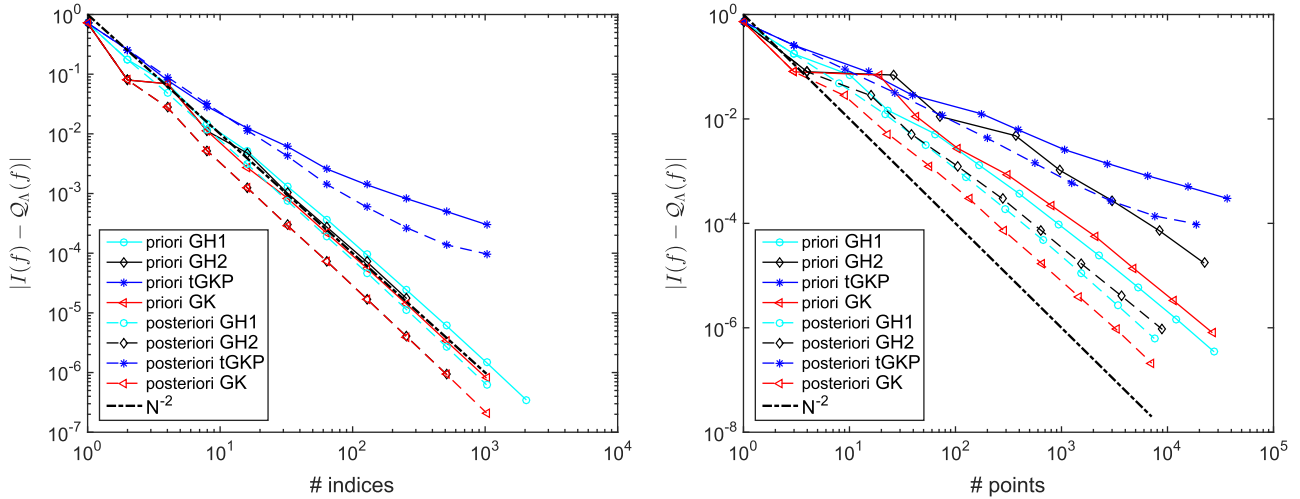 10^0
10^-1
10^-2
10^-3
10^-4
10^-5
10^-6
10^-7
|I(f) − Q_Λ(f)|
priori GH1
priori GH2
priori tGKP
priori GK
posteriori GH1
posteriori GH2
posteriori tGKP
posteriori GK
N^-2
10^0 10^1 10^2 10^3 10^4
# indices
10^0
10^-2
10^-4
10^-6
10^-8
|I(f) − Q_Λ(f)|
priori GH1
priori GH2
priori tGKP
priori GK
posteriori GH1
posteriori GH2
posteriori tGKP
posteriori GK
N^-2
10^0 10^1 10^2 10^3 10^4 10^5
# points